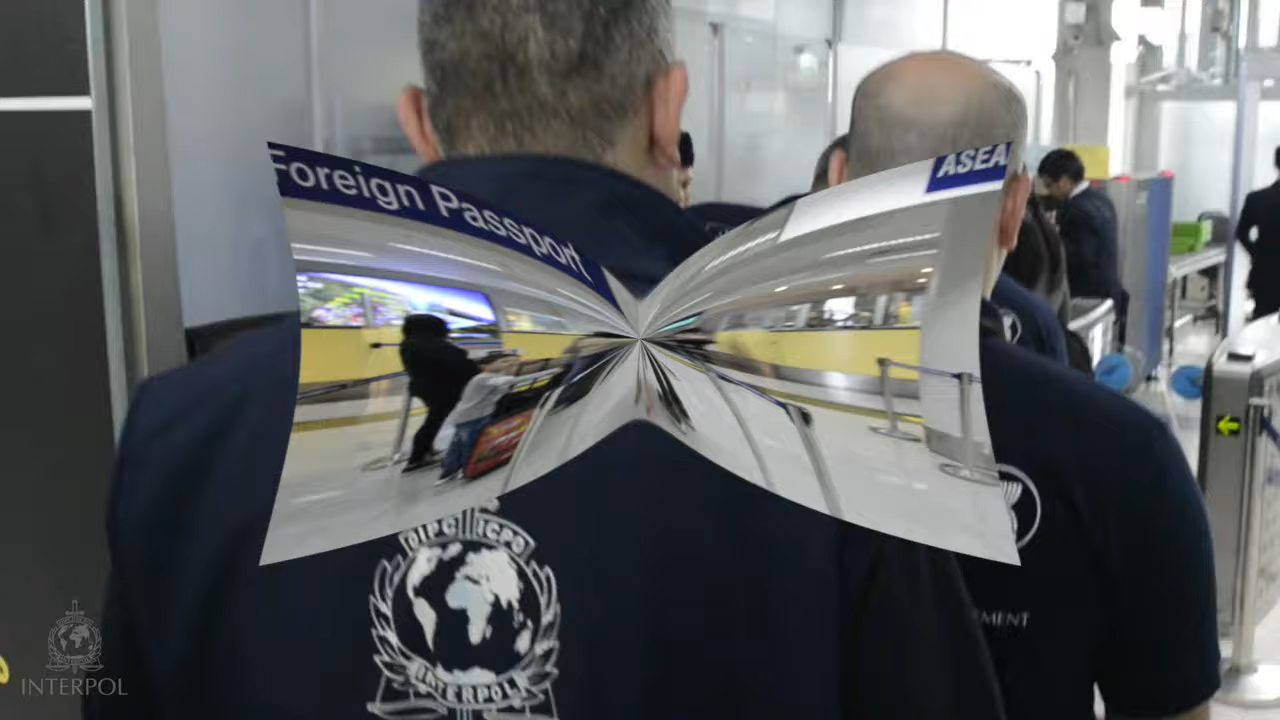 Foreign Passport
ASEA
OIPC ICPO
INTERPOL
MENT
INTERPOL